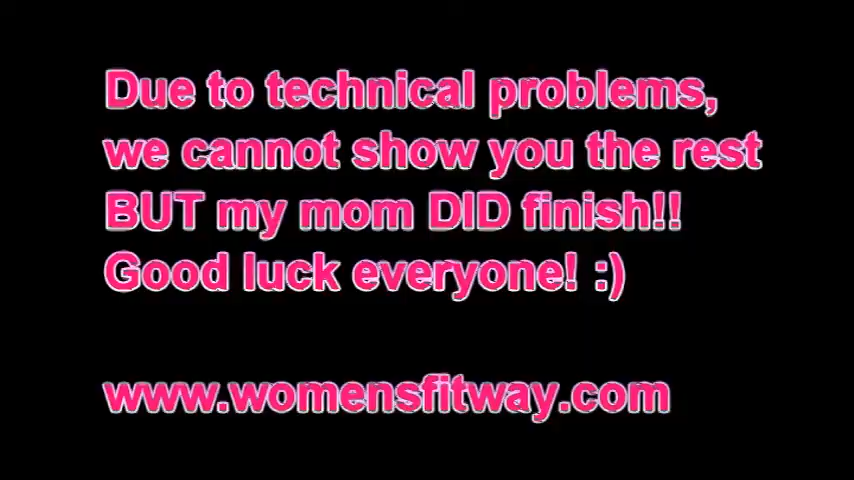 Due to technical problems,
we cannot show you the rest
BUT my mom DID finish!!
Good luck everyone! :)
www.womensfitway.com